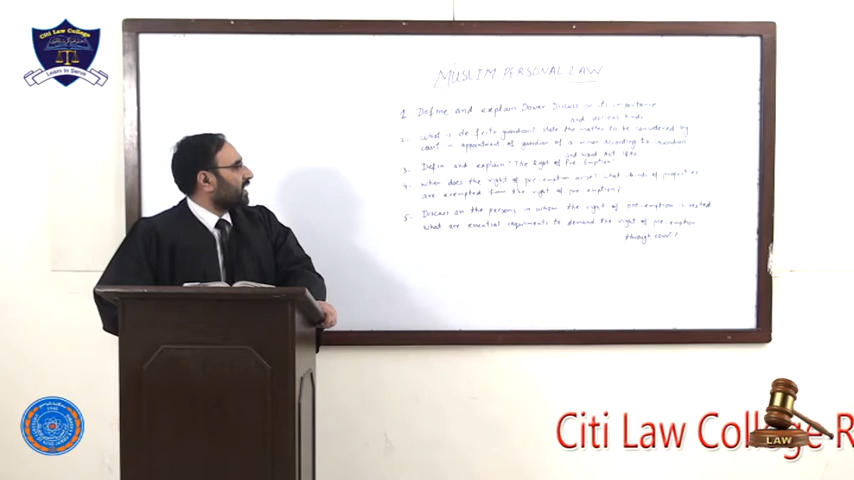 Citi Law College
Learn to Serve
MUSLIM PERSONAL LAW
1 Define and explain Dower Discuss on its importance
and various kinds
2- What is de facto guardian? State the matter to be considered by
court in appointment of guardian of a minor according to Guardian
and Ward Act 1890
3- Define and explain "The Right of Pre Emption"
4- When does the right of pre-emption arise? What kinds of properties
are exempted from the right of pre emption?
5- Discuss on the persons in whom the right of emption is vested
what are essential requirments to demand the right of pre-emption
through court?
Citi Law College R
LAW